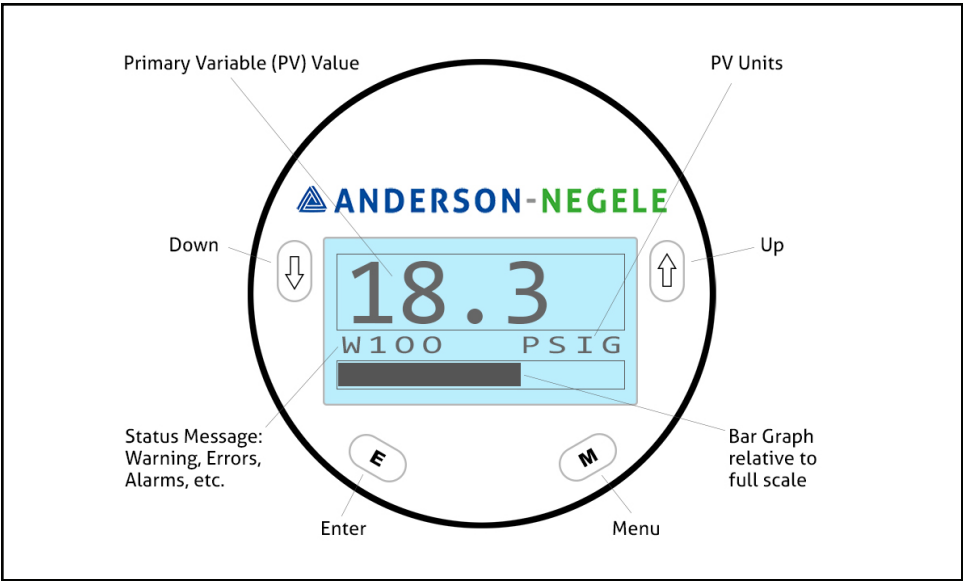 Primary Variable (PV) Value
PV Units
ANDERSON-NEGELE
Down
Up
18.3
W100 PSIG
Status Message:
Warning, Errors,
Alarms, etc.
E
M
Bar Graph
relative to
full scale
Enter
Menu